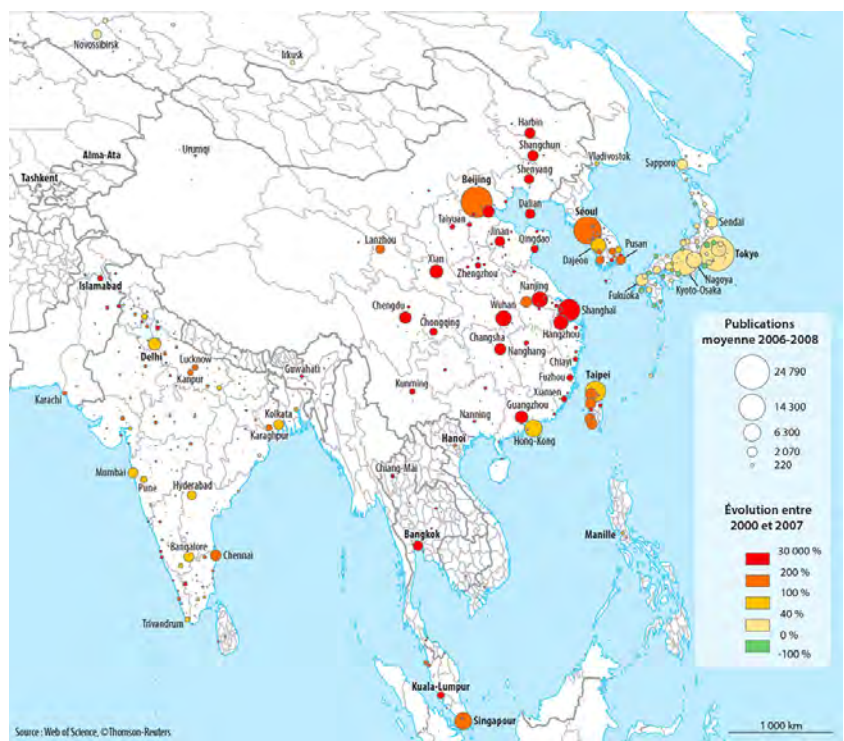 Novossibirsk
Irkusk
Harbin
Urumqi
Shangchun
Vladivostok
Alma-Ata
Shenyang
Sapporo
Tashkent
Beijing
Dalian
Séoul
Sendai
Taiyuan
Jinan
Lanzhou
Qingdao
Dajeon
Pusan
Tokyo
Xian
Zhengzhou
Nagoya
Islamabad
Fukuoka
Kyoto-Osaka
Nanjing
Chengdu
Wuhan
Shanghaï
Chongqing
Hangzhou
Delhi
Changsha
Nanghang
Lucknow
Chiayi
Kanpur
Guwahati
Fuzhou
Taipei
Kunming
Xiamen
Karachi
Guangzhou
Kolkata
Nanning
Karaghpur
Hanoï
Hong-Kong
Mumbai
Chiang-Mai
Pune
Hyderabad
Bangkok
Manille
Bangalore
Chennai
Trivandrum
Kuala-Lumpur
Singapour
Publications
moyenne 2006-2008
24 790
14 300
6 300
2 070
220
Évolution entre
2000 et 2007
30 000 %
200 %
100 %
40 %
0 %
-100 %
1 000 km
Source : Web of Science, ©Thomson-Reuters